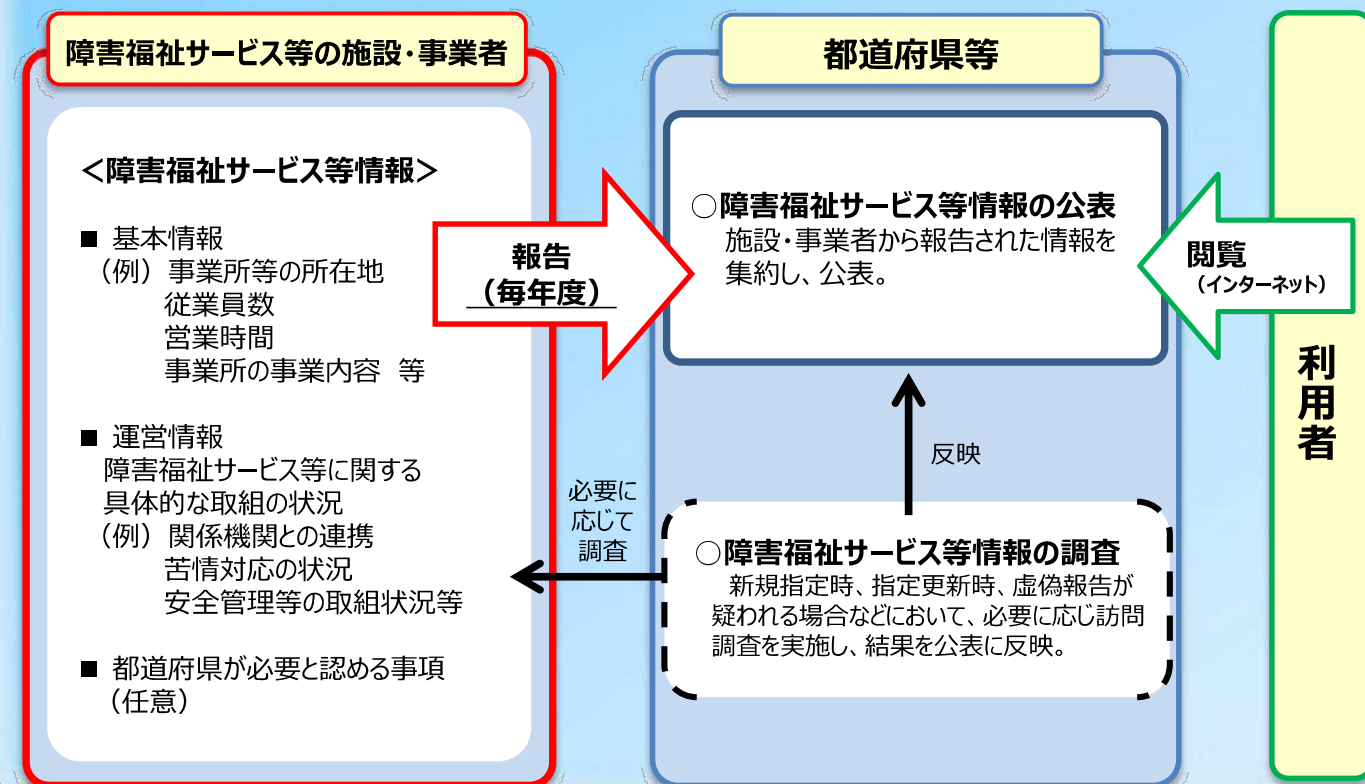 障害福祉サービス等の施設・事業者
＜障害福祉サービス等情報＞
■ 基本情報
（例）事業所等の所在地
従業員数
営業時間
事業所の事業内容 等
■ 運営情報
障害福祉サービス等に関する
具体的な取組の状況
（例）関係機関との連携
苦情対応の状況
安全管理等の取組状況等
■ 都道府県が必要と認める事項
（任意）
報告
（毎年度）
必要に
応じて
調査
都道府県等
○障害福祉サービス等情報の公表
施設・事業者から報告された情報を
集約し、公表。
反映
○障害福祉サービス等情報の調査
新規指定時、指定更新時、虚偽報告が
疑われる場合などにおいて、必要に応じ訪問
調査を実施し、結果を公表に反映。
閲覧
（インターネット）
利用者